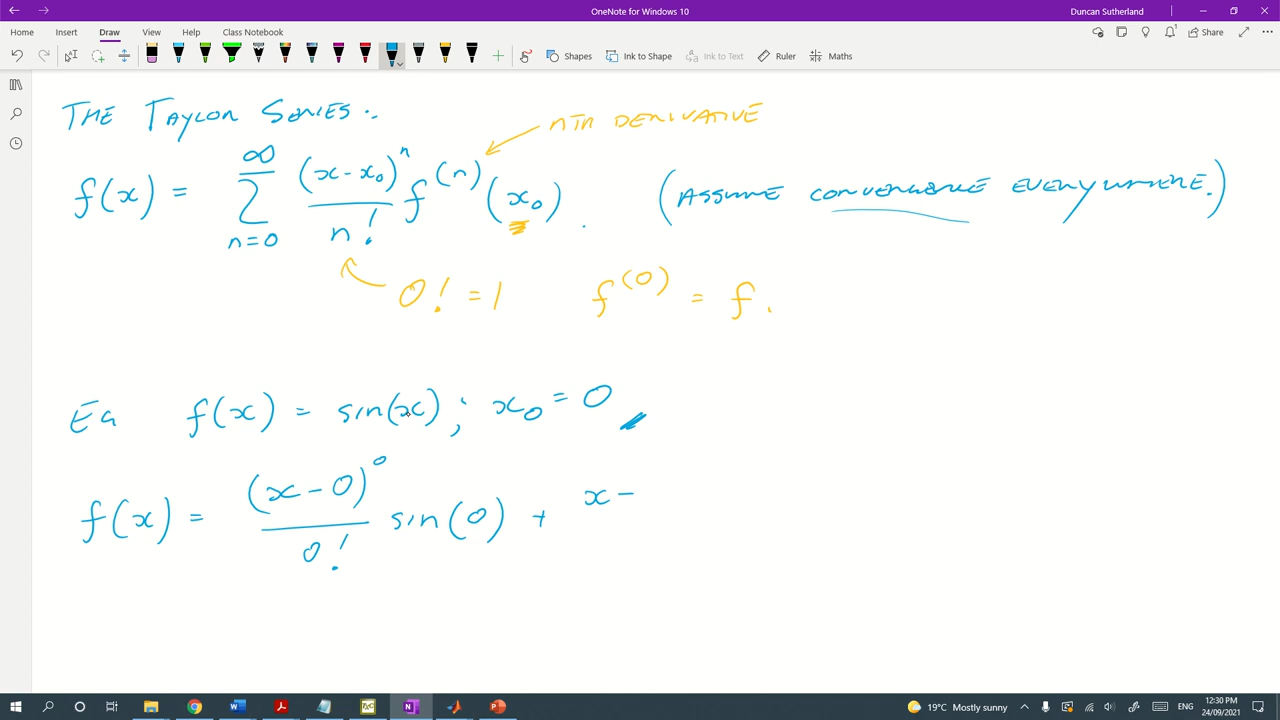 OneNote for Windows 10
Duncan Sutherland
Home Insert Draw View Help Class Notebook
Share
Shapes Ink to Shape Ink to Text Ruler Maths
THE TAYLOR SERIES :.
nTH DERIVATIVE
f(x) = ∞ Σ n=0 (x-x₀)ⁿ / n! f⁽ⁿ⁾(x₀). (ASSUME CONVERGENCE EVERYWHERE.)
0! = 1 f⁽⁰⁾ = f.
EG f(x) = sin(x); x₀ = 0
f(x) = (x-0)⁰ / 0! sin(0) + x-
19°C Mostly sunny
ENG
12:30 PM
24/09/2021